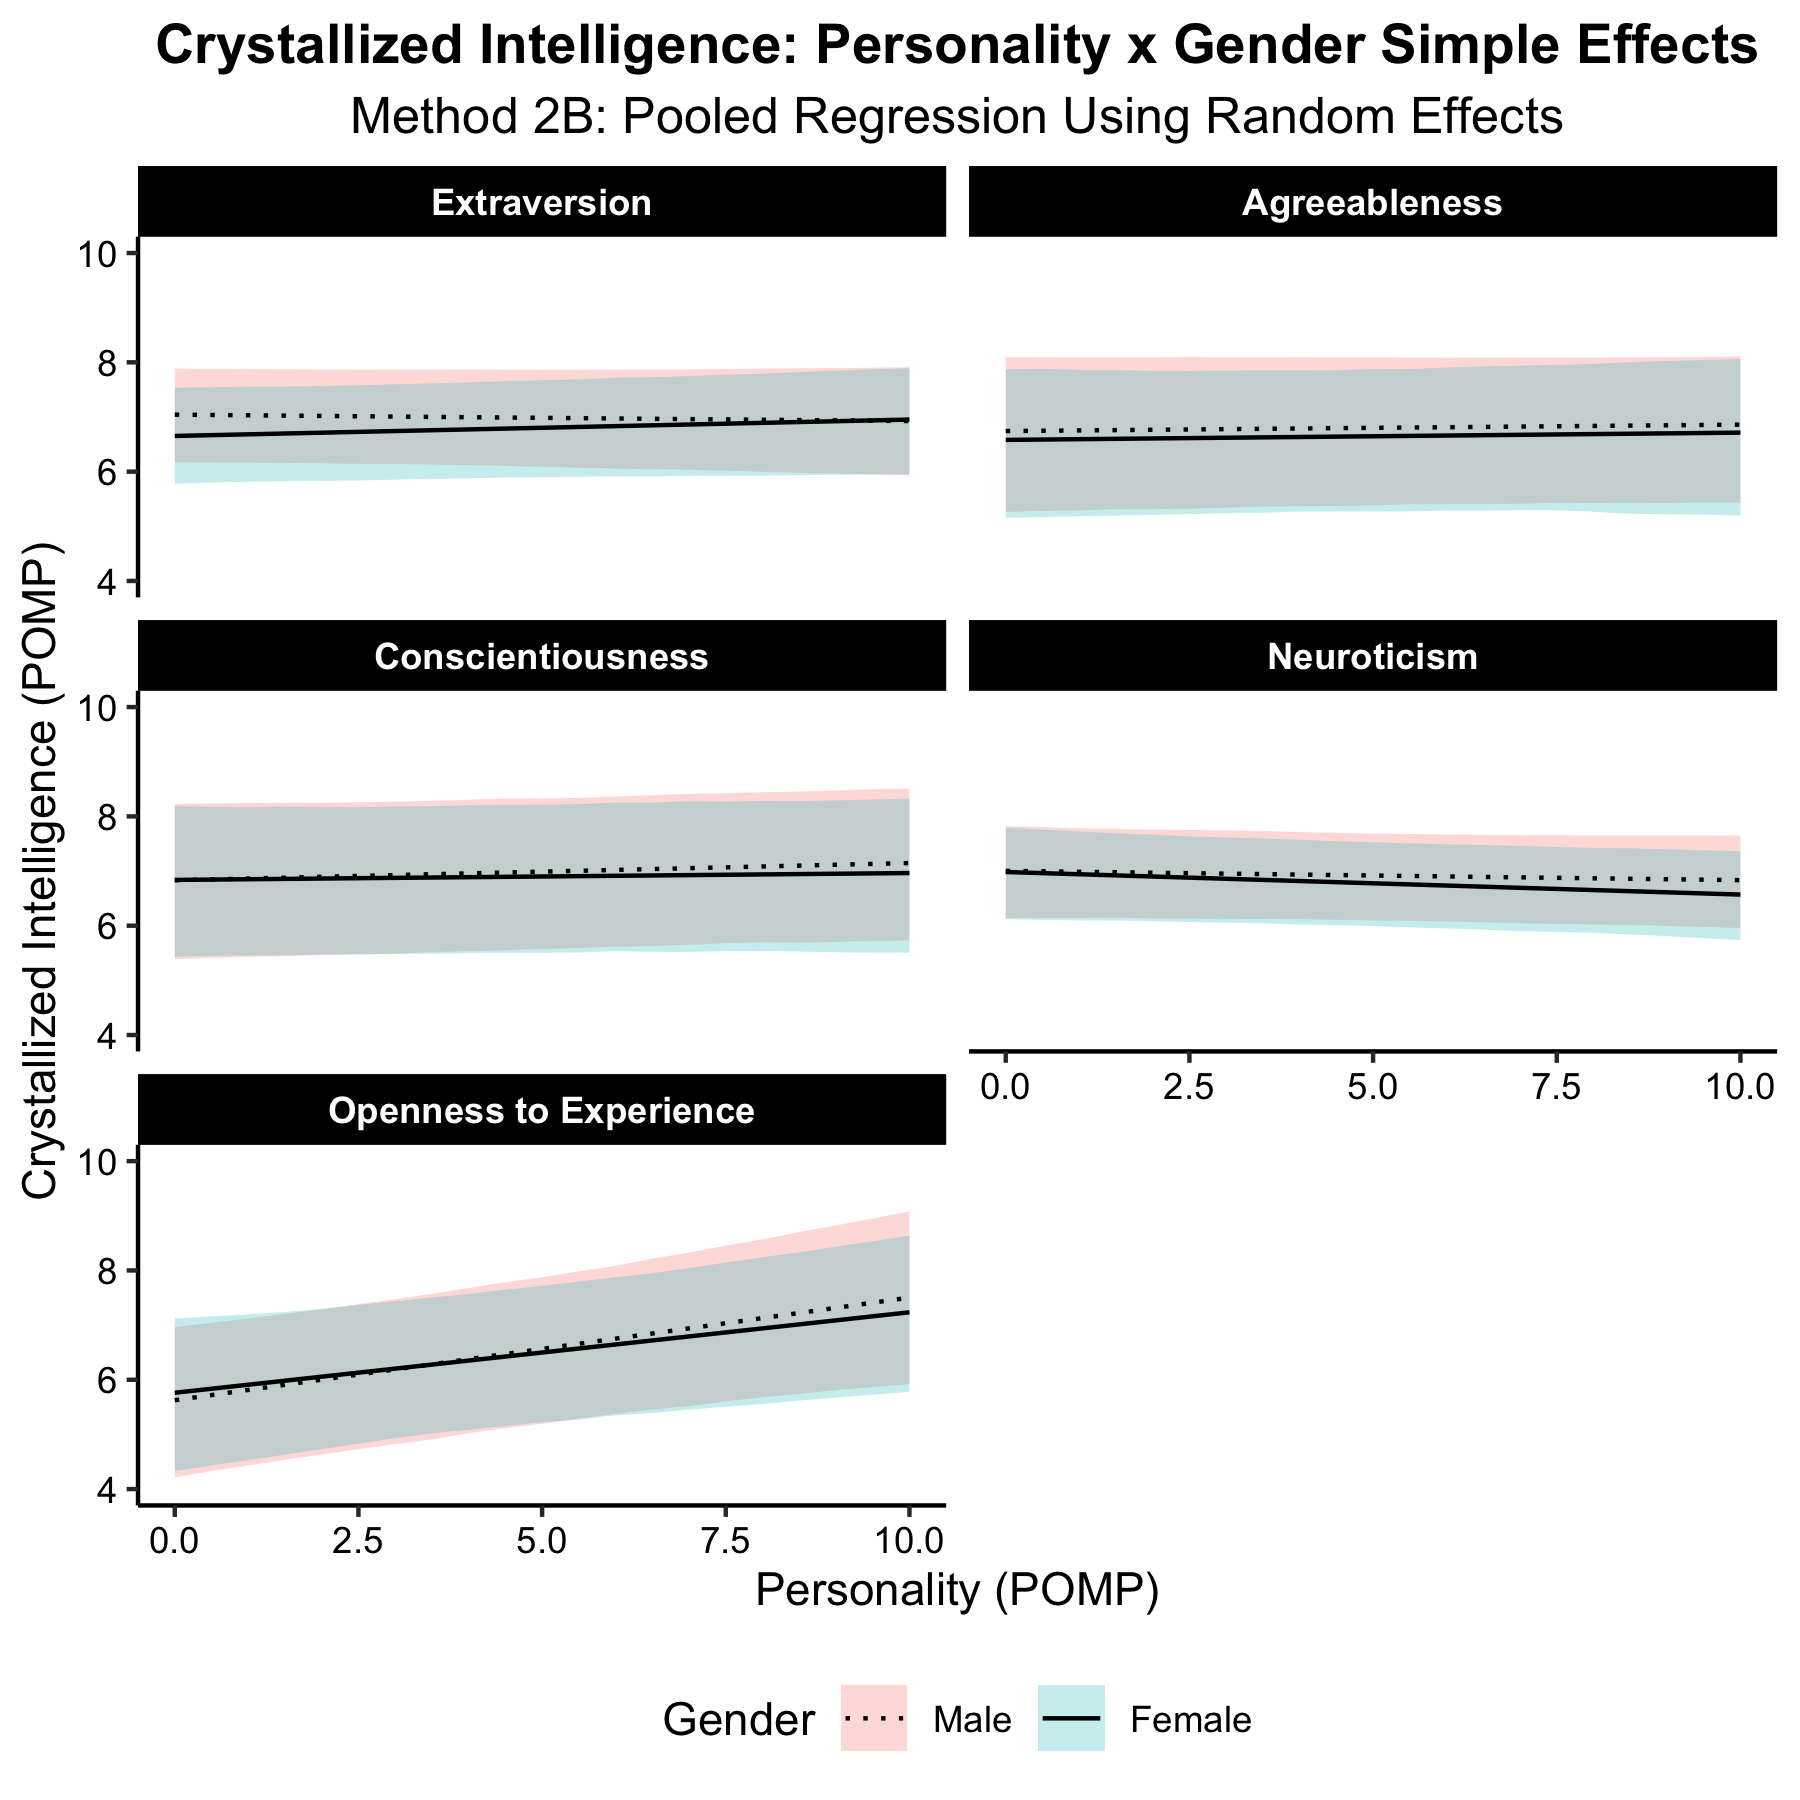 Crystallized Intelligence: Personality x Gender Simple Effects
Method 2B: Pooled Regression Using Random Effects
Extraversion
Agreeableness
10
8
6
4
Conscientiousness
Neuroticism
10
8
6
4
0.0 2.5 5.0 7.5 10.0
Openness to Experience
10
8
6
4
0.0 2.5 5.0 7.5 10.0
Crystallized Intelligence (POMP)
Personality (POMP)
Gender Male Female